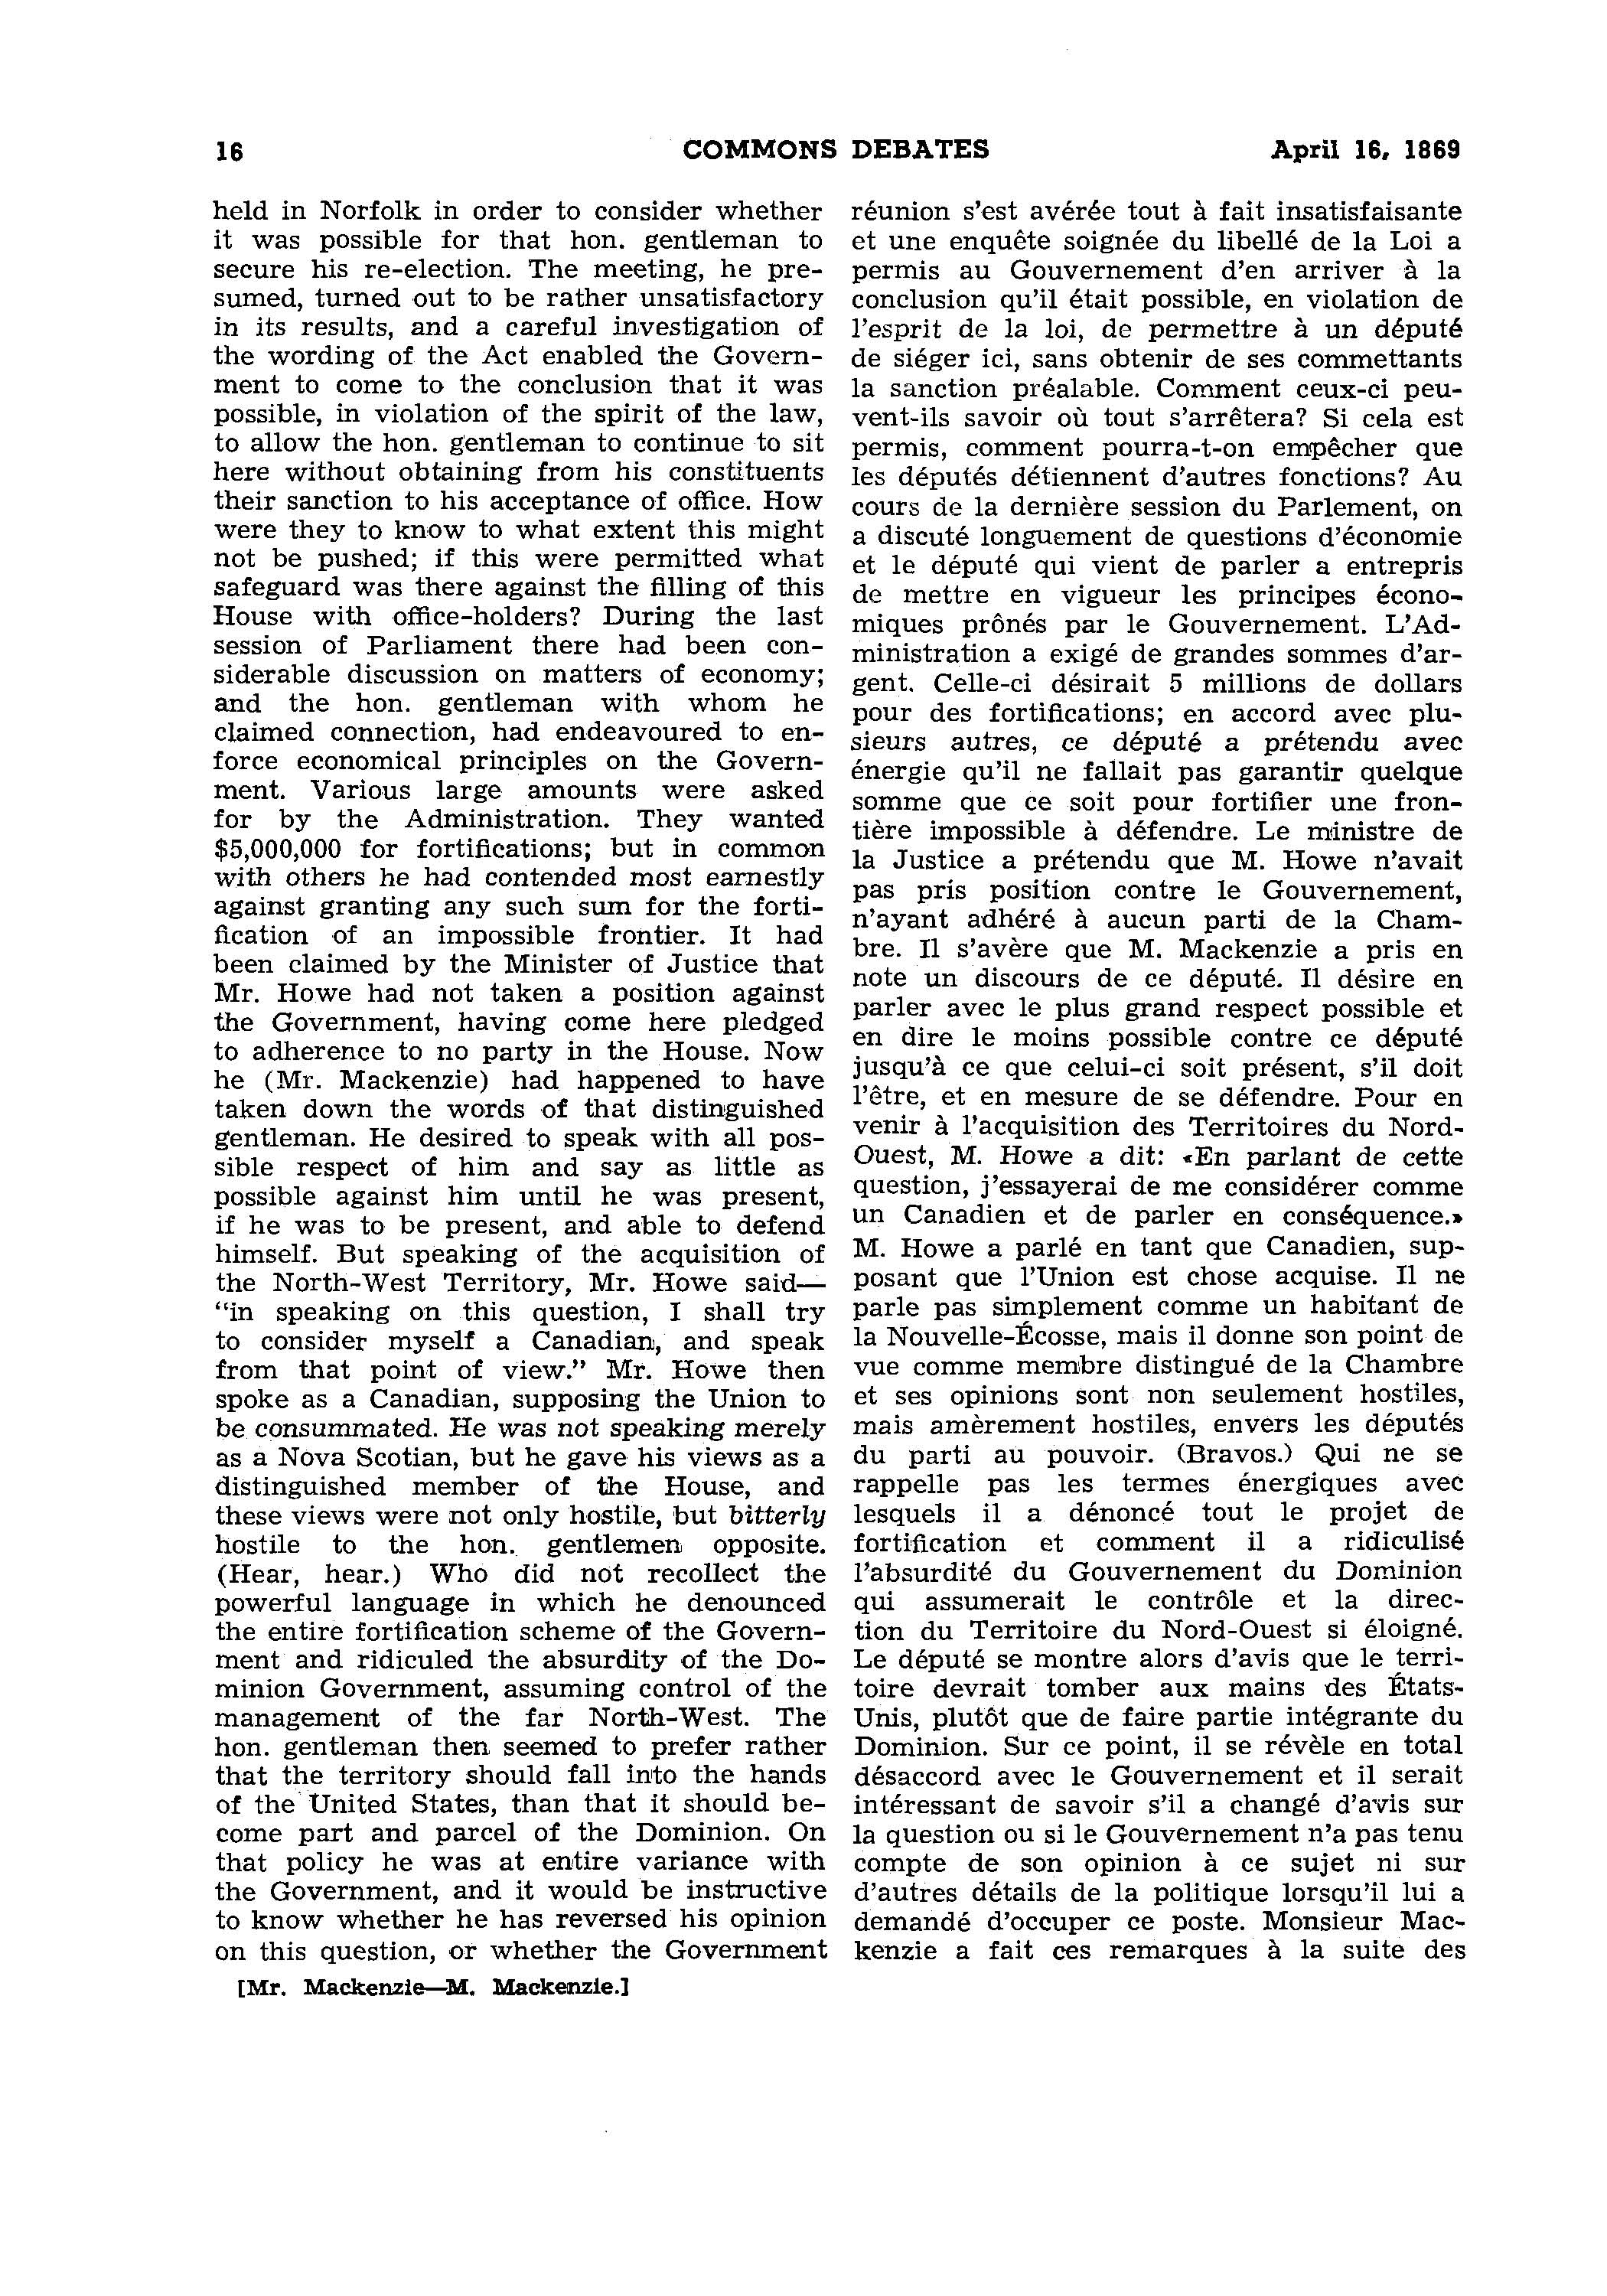 16 COMMONS DEBATES April 16, 1869
held in Norfolk in order to consider whether
it was possible for that hon. gentleman to
secure his re-election. The meeting, he pre-
sumed, turned out to be rather unsatisfactory
in its results, and a careful investigation of
the wording of the Act enabled the Govern-
ment to come to the conclusion that it was
possible, in violation of the spirit of the law,
to allow the hon. gentleman to continue to sit
here without obtaining from his constituents
their sanction to his acceptance of office. How
were they to know to what extent this might
not be pushed; if this were permitted what
safeguard was there against the filling of this
House with office-holders? During the last
session of Parliament there had been con-
siderable discussion on matters of economy;
and the hon. gentleman with whom he
claimed connection, had endeavoured to en-
force economical principles on the Govern-
ment. Various large amounts were asked
for by the Administration. They wanted
$5,000,000 for fortifications; but in common
with others he had contended most earnestly
against granting any such sum for the forti-
fication of an impossible frontier. It had
been claimed by the Minister of Justice that
Mr. Howe had not taken a position against
the Government, having come here pledged
to adherence to no party in the House. Now
he (Mr. Mackenzie) had happened to have
taken down the words of that distinguished
gentleman. He desired to speak with all pos-
sible respect of him and say as little as
possible against him until he was present,
if he was to be present, and able to defend
himself. But speaking of the acquisition of
the North-West Territory, Mr. Howe said—
"in speaking on this question, I shall try
to consider myself a Canadian, and speak
from that point of view." Mr. Howe then
spoke as a Canadian, supposing the Union to
be consummated. He was not speaking merely
as a Nova Scotian, but he gave his views as a
distinguished member of the House, and
these views were not only hostile, but bitterly
hostile to the hon. gentlemen opposite.
(Hear, hear.) Who did not recollect the
powerful language in which he denounced
the entire fortification scheme of the Govern-
ment and ridiculed the absurdity of the Do-
minion Government, assuming control of the
management of the far North-West. The
hon. gentleman then seemed to prefer rather
that the territory should fall into the hands
of the United States, than that it should be-
come part and parcel of the Dominion. On
that policy he was at entire variance with
the Government, and it would be instructive
to know whether he has reversed his opinion
on this question, or whether the Government
[Mr. Mackenzie—M. Mackenzie.]
réunion s'est avérée tout à fait insatisfaisante
et une enquête soignée du libellé de la Loi a
permis au Gouvernement d'en arriver à la
conclusion qu'il était possible, en violation de
l'esprit de la loi, de permettre à un député
de siéger ici, sans obtenir de ses commettants
la sanction préalable. Comment ceux-ci peu-
vent-ils savoir où tout s'arrêtera? Si cela est
permis, comment pourra-t-on empêcher que
les députés détiennent d'autres fonctions? Au
cours de la dernière session du Parlement, on
a discuté longuement de questions d'économie
et le député qui vient de parler a entrepris
de mettre en vigueur les principes écono-
miques prônés par le Gouvernement. L'Ad-
ministration a exigé de grandes sommes d'ar-
gent. Celle-ci désirait 5 millions de dollars
pour des fortifications; en accord avec plu-
sieurs autres, ce député a prétendu avec
énergie qu'il ne fallait pas garantir quelque
somme que ce soit pour fortifier une fron-
tière impossible à défendre. Le ministre de
la Justice a prétendu que M. Howe n'avait
pas pris position contre le Gouvernement,
n'ayant adhéré à aucun parti de la Cham-
bre. Il s'avère que M. Mackenzie a pris en
note un discours de ce député. Il désire en
parler avec le plus grand respect possible et
en dire le moins possible contre ce député
jusqu'à ce que celui-ci soit présent, s'il doit
l'être, et en mesure de se défendre. Pour en
venir à l'acquisition des Territoires du Nord-
Ouest, M. Howe a dit: «En parlant de cette
question, j'essayerai de me considérer comme
un Canadien et de parler en conséquence.»
M. Howe a parlé en tant que Canadien, sup-
posant que l'Union est chose acquise. Il ne
parle pas simplement comme un habitant de
la Nouvelle-Écosse, mais il donne son point de
vue comme membre distingué de la Chambre
et ses opinions sont non seulement hostiles,
mais amèrement hostiles, envers les députés
du parti au pouvoir. (Bravos.) Qui ne se
rappelle pas les termes énergiques avec
lesquels il a dénoncé tout le projet de
fortification et comment il a ridiculisé
l'absurdité du Gouvernement du Dominion
qui assumerait le contrôle et la direc-
tion du Territoire du Nord-Ouest si éloigné.
Le député se montre alors d'avis que le terri-
toire devrait tomber aux mains des États-
Unis, plutôt que de faire partie intégrante du
Dominion. Sur ce point, il se révèle en total
désaccord avec le Gouvernement et il serait
intéressant de savoir s'il a changé d'avis sur
la question ou si le Gouvernement n'a pas tenu
compte de son opinion à ce sujet ni sur
d'autres détails de la politique lorsqu'il lui a
demandé d'occuper ce poste. Monsieur Mac-
kenzie a fait ces remarques à la suite des